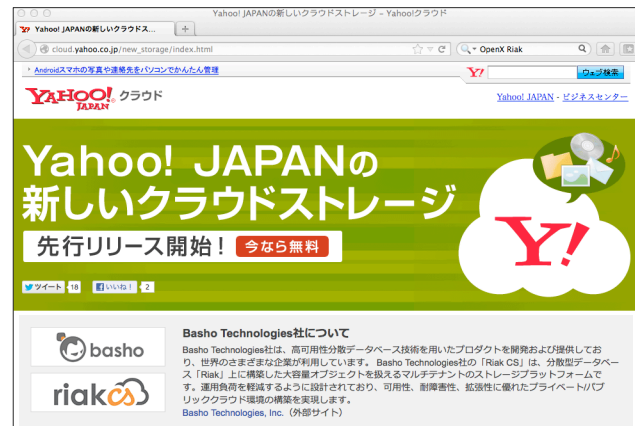 Yahoo! JAPANの新しいクラウドストレージ - Yahoo!クラウド
Yahoo! JAPANの新しいクラウドス...
cloud.yahoo.co.jp/new_storage/index.html
OpenX Riak
Androidスマホの写真や連絡先をパソコンでかんたん管理
Y!
ウェブ検索
YAHOO! JAPAN クラウド
Yahoo! JAPAN - ビジネスセンター
Yahoo! JAPANの
新しいクラウドストレージ
先行リリース開始! 今なら無料
Y!
ツイート 18 いいね! 2
basho
riakcs
Basho Technologies社について
Basho Technologies社は、高可用性分散データベース技術を用いたプロダクトを開発および提供してお
り、世界のさまざまな企業が利用しています。 Basho Technologies社の「Riak CS」は、分散型データベー
ス「Riak」上に構築した大容量オブジェクトを扱えるマルチテナントのストレージプラットフォームで
す。運用負荷を軽減するように設計されており、可用性、耐障害性、拡張性に優れたプライベート/パブ
リッククラウド環境の構築を実現します。
Basho Technologies, Inc.（外部サイト）